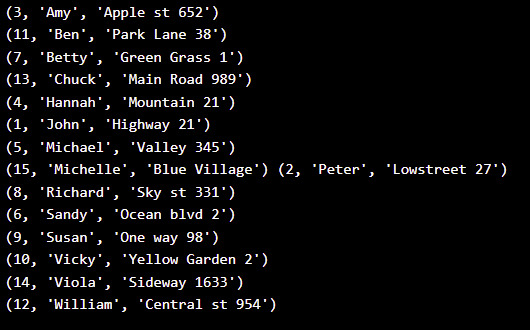 (3, 'Amy', 'Apple st 652')
(11, 'Ben', 'Park Lane 38')
(7, 'Betty', 'Green Grass 1')
(13, 'Chuck', 'Main Road 989')
(4, 'Hannah', 'Mountain 21')
(1, 'John', 'Highway 21')
(5, 'Michael', 'Valley 345')
(15, 'Michelle', 'Blue Village') (2, 'Peter', 'Lowstreet 27')
(8, 'Richard', 'Sky st 331')
(6, 'Sandy', 'Ocean blvd 2')
(9, 'Susan', 'One way 98')
(10, 'Vicky', 'Yellow Garden 2')
(14, 'Viola', 'Sideway 1633')
(12, 'William', 'Central st 954')